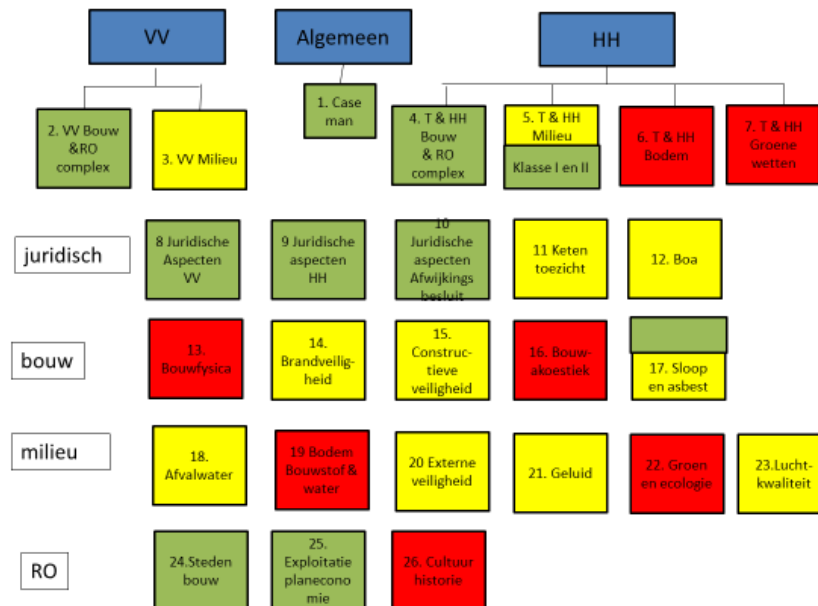 VV
Algemeen
HH
1. Case
man
2. VV Bouw
&RO
complex
3. VV Milieu
4. T & HH
Bouw
& RO
complex
5. T & HH
Milieu
Klasse I en II
6. T & HH
Bodem
7. T & HH
Groene
wetten
juridisch
8 Juridische
Aspecten
VV
9 Juridische
aspecten
HH
10
Juridische
aspecten
Afwijkings
besluit
11 Keten
toezicht
12. Boa
bouw
13.
Bouwfysica
14.
Brandveilig-
heid
15.
Construc-
tieve
veiligheid
16. Bouw-
akoestiek
17. Sloop
en asbest
milieu
18.
Afvalwater
19 Bodem
Bouwstof &
water
20 Externe
veiligheid
21. Geluid
22. Groen
en ecologie
23.Lucht-
kwaliteit
RO
24.Steden
bouw
25.
Exploitatie
planecono
mie
26. Cultuur
historie